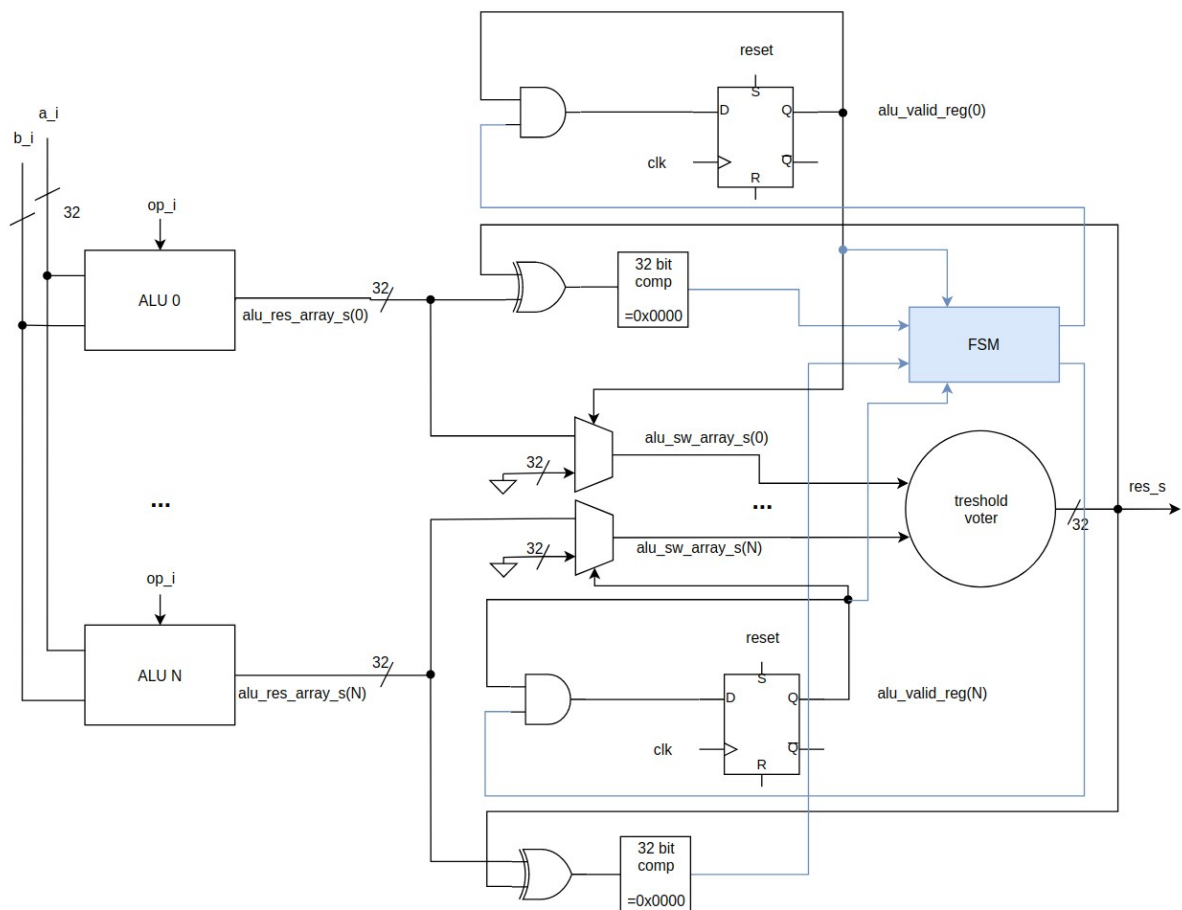 reset
S
D
Q
alu_valid_reg(0)
clk
Q
R
a_i
b_i
32
op_i
ALU 0
32
alu_res_array_s(0)
32 bit
comp
=0x0000
FSM
alu_sw_array_s(0)
32
...
...
treshold
voter
res_s
32
32
alu_sw_array_s(N)
op_i
ALU N
32
alu_res_array_s(N)
reset
S
D
Q
alu_valid_reg(N)
clk
Q
R
32 bit
comp
=0x0000